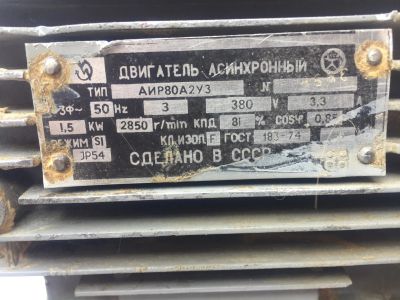 ДВИГАТЕЛЬ АСИНХРОННЫЙ
ТИП АИР80А2У3 №
3Ф~ 50 Hz 3 380 V 3,3
1,5 KW 2850 r/min КПД 81 % COSφ 0,85
РЕЖИМ S1 КЛ.ИЗОЛ. F ГОСТ 183-74
JP54 СДЕЛАНО В СССР